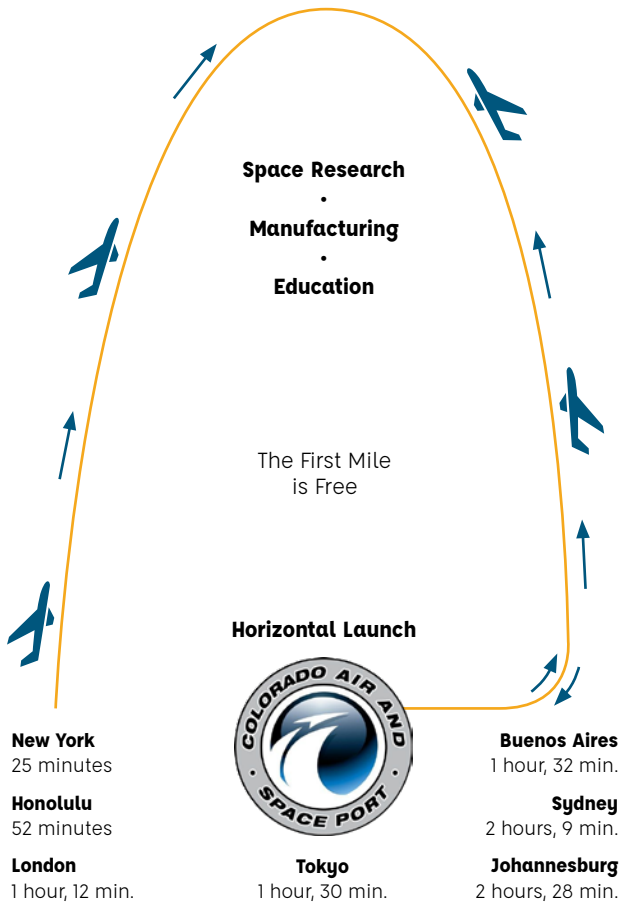 Space Research
•
Manufacturing
•
Education
The First Mile
is Free
Horizontal Launch
COLORADO AIR AND
• SPACE PORT •
New York
25 minutes
Honolulu
52 minutes
London
1 hour, 12 min.
Tokyo
1 hour, 30 min.
Buenos Aires
1 hour, 32 min.
Sydney
2 hours, 9 min.
Johannesburg
2 hours, 28 min.